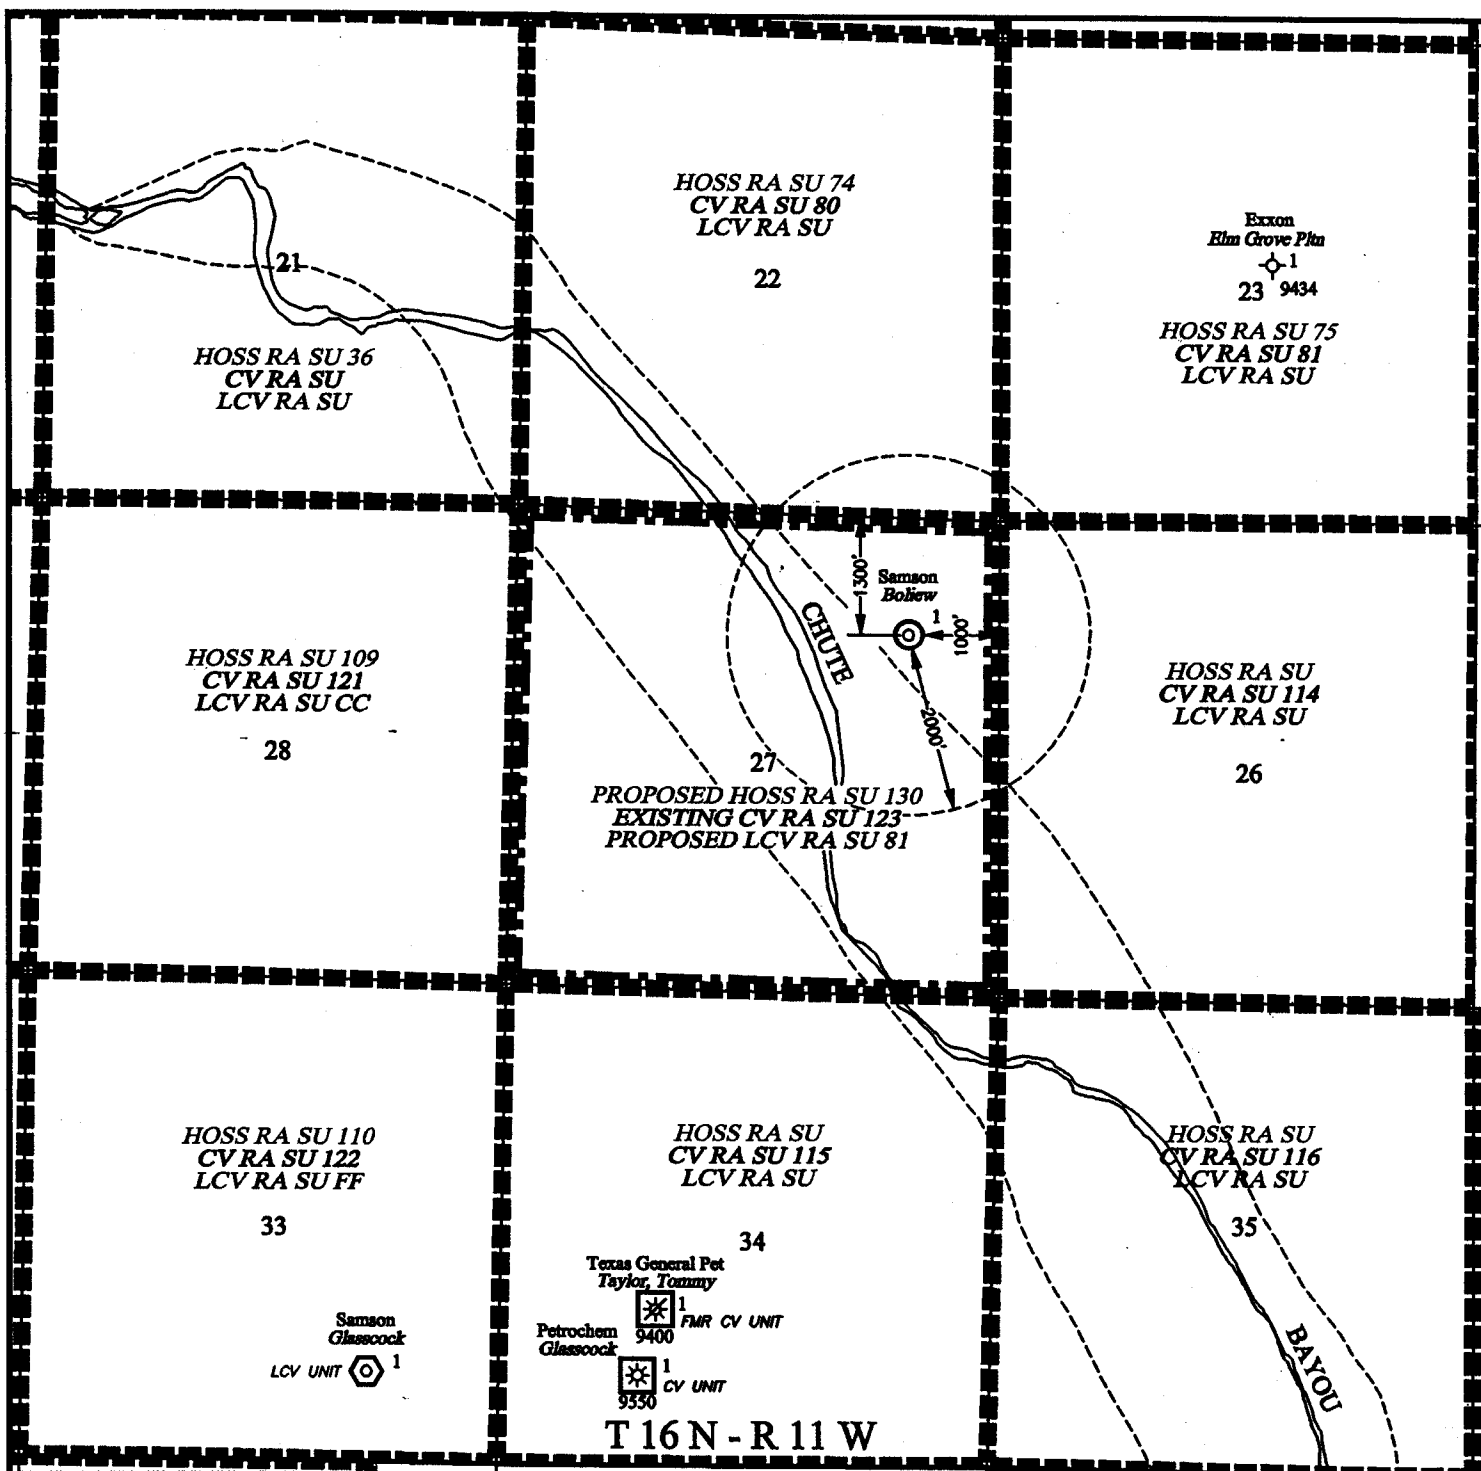 HOSS RA SU 74
CV RA SU 80
LCV RA SU
22
Exxon
Elm Grove Pltn
1
23 9434
HOSS RA SU 75
CV RA SU 81
LCV RA SU
21
HOSS RA SU 36
CV RA SU
LCV RA SU
1300'
Samson
Boliew
1
1000'
2000'
CHUTE
HOSS RA SU 109
CV RA SU 121
LCV RA SU CC
28
27
PROPOSED HOSS RA SU 130
EXISTING CV RA SU 123
PROPOSED LCV RA SU 81
HOSS RA SU
CV RA SU 114
LCV RA SU
26
HOSS RA SU 110
CV RA SU 122
LCV RA SU FF
33
HOSS RA SU
CV RA SU 115
LCV RA SU
34
HOSS RA SU
CV RA SU 116
LCV RA SU
35
Texas General Pet
Taylor, Tommy
1
FMR CV UNIT
9400
Petrochem
Glasscock
1
CV UNIT
9550
Samson
Glasscock
LCV UNIT 1
BAYOU
T 16 N - R 11 W